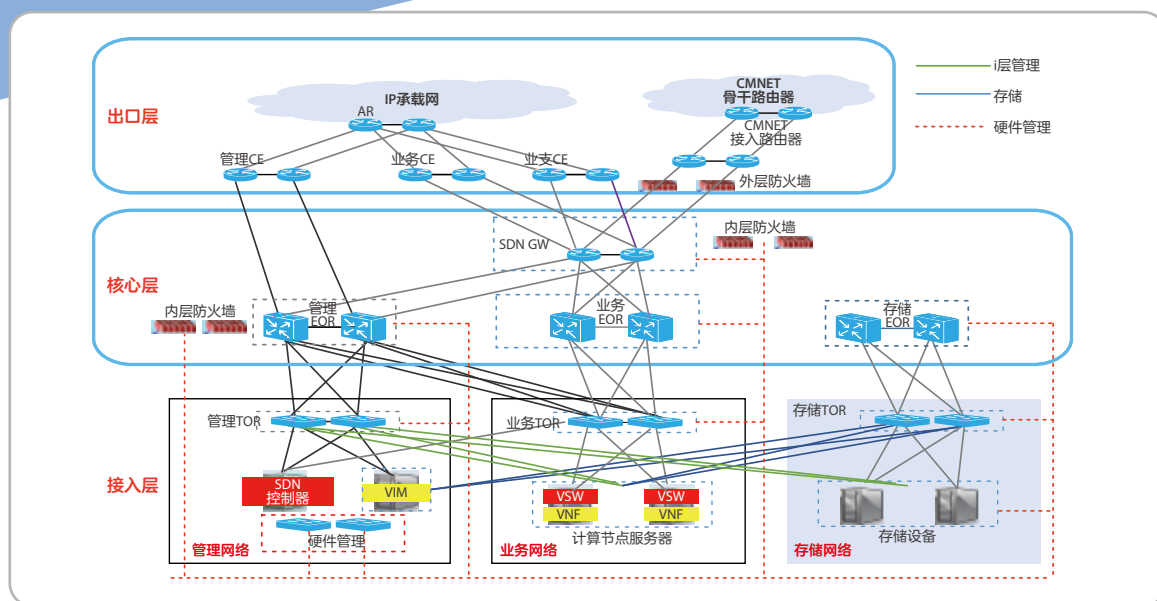 IP承载网
AR
CMNET
骨干路由器
CMNET
接入路由器
i层管理
存储
硬件管理
出口层
管理CE
业务CE
业支CE
外层防火墙
SDN GW
内层防火墙
核心层
内层防火墙
管理
EOR
业务
EOR
存储
EOR
管理TOR
业务TOR
存储TOR
接入层
SDN
控制器
VIM
VSW
VNF
VSW
VNF
硬件管理
计算节点服务器
存储设备
管理网络
业务网络
存储网络